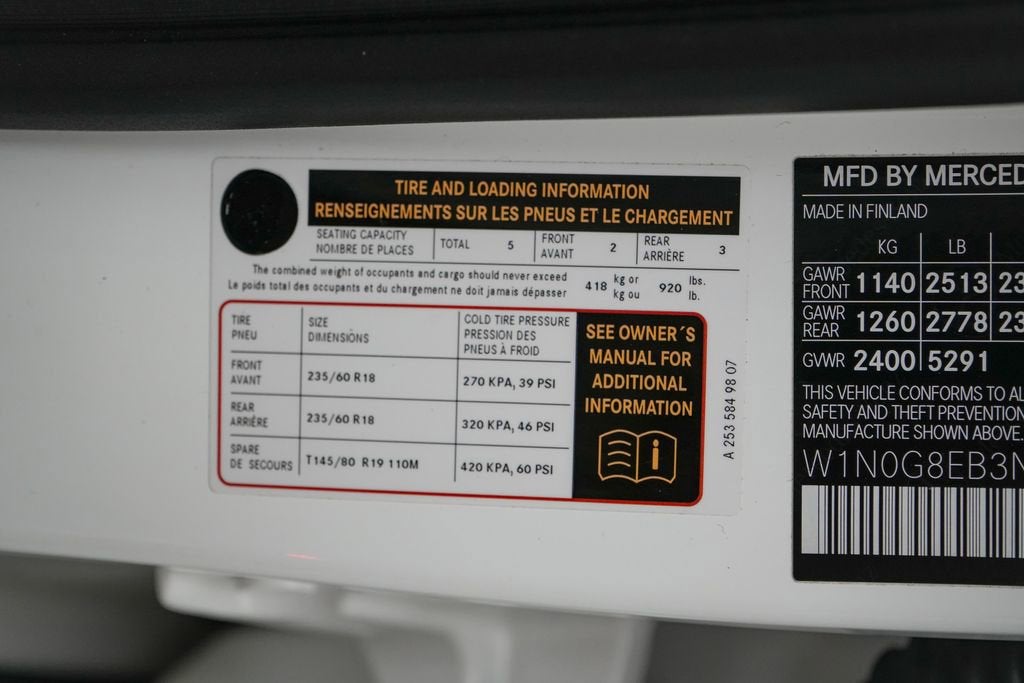 TIRE AND LOADING INFORMATION
RENSEIGNEMENTS SUR LES PNEUS ET LE CHARGEMENT
SEATING CAPACITY
NOMBRE DE PLACES
TOTAL 5
FRONT
AVANT
2
REAR
ARRIÈRE
3
The combined weight of occupants and cargo should never exceed
Le poids total des occupants et du chargement ne doit jamais dépasser
418
kg or
kg ou
920
lbs.
lb.
TIRE
PNEU
SIZE
DIMENSIONS
COLD TIRE PRESSURE
PRESSION DES
PNEUS À FROID
FRONT
AVANT
235/60 R18
270 KPA, 39 PSI
REAR
ARRIÈRE
235/60 R18
320 KPA, 46 PSI
SPARE
DE SECOURS
T145/80 R19 110M
420 KPA, 60 PSI
SEE OWNER´S
MANUAL FOR
ADDITIONAL
INFORMATION
i
A 253 584 98 07
MFD BY MERCED
MADE IN FINLAND
KG LB
GAWR
FRONT
1140 2513 23
GAWR
REAR
1260 2778 23
GVWR 2400 5291
THIS VEHICLE CONFORMS TO AL
SAFETY AND THEFT PREVENTION
MANUFACTURE SHOWN ABOVE.
W1N0G8EB3N